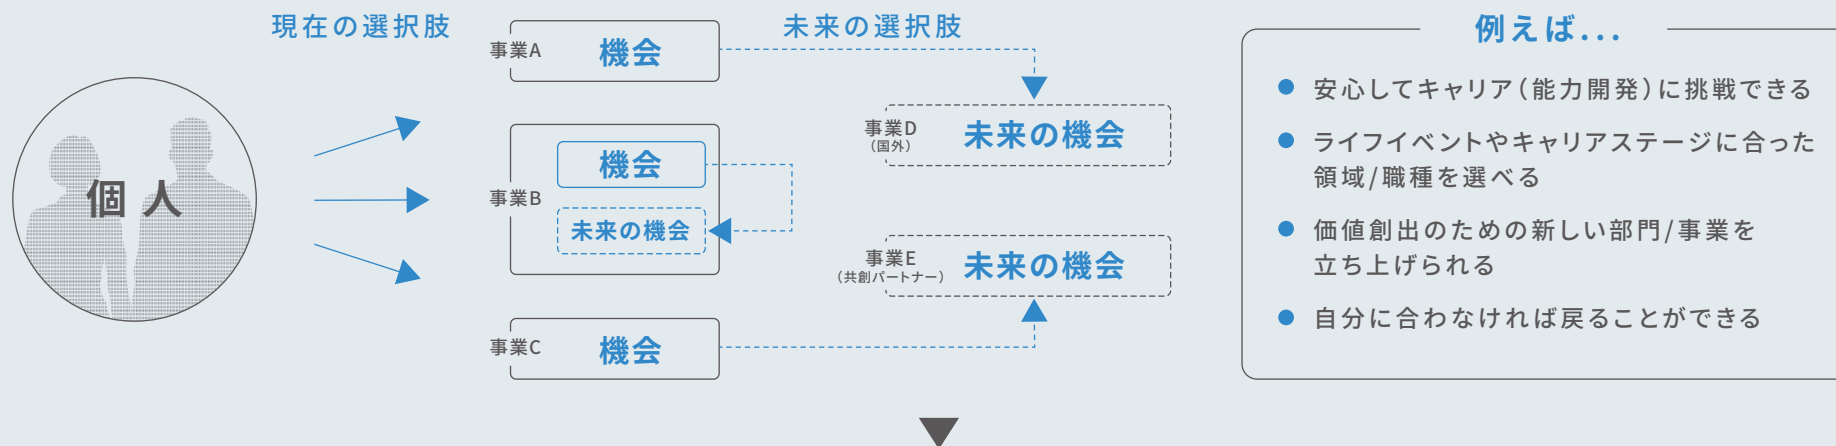 現在の選択肢
未来の選択肢
個人
事業A
機会
事業B
機会
未来の機会
事業C
機会
事業D
（国外）
未来の機会
事業E
（共創パートナー）
未来の機会
例えば...
安心してキャリア（能力開発）に挑戦できる
ライフイベントやキャリアステージに合った
領域/職種を選べる
価値創出のための新しい部門/事業を
立ち上げられる
自分に合わなければ戻ることができる